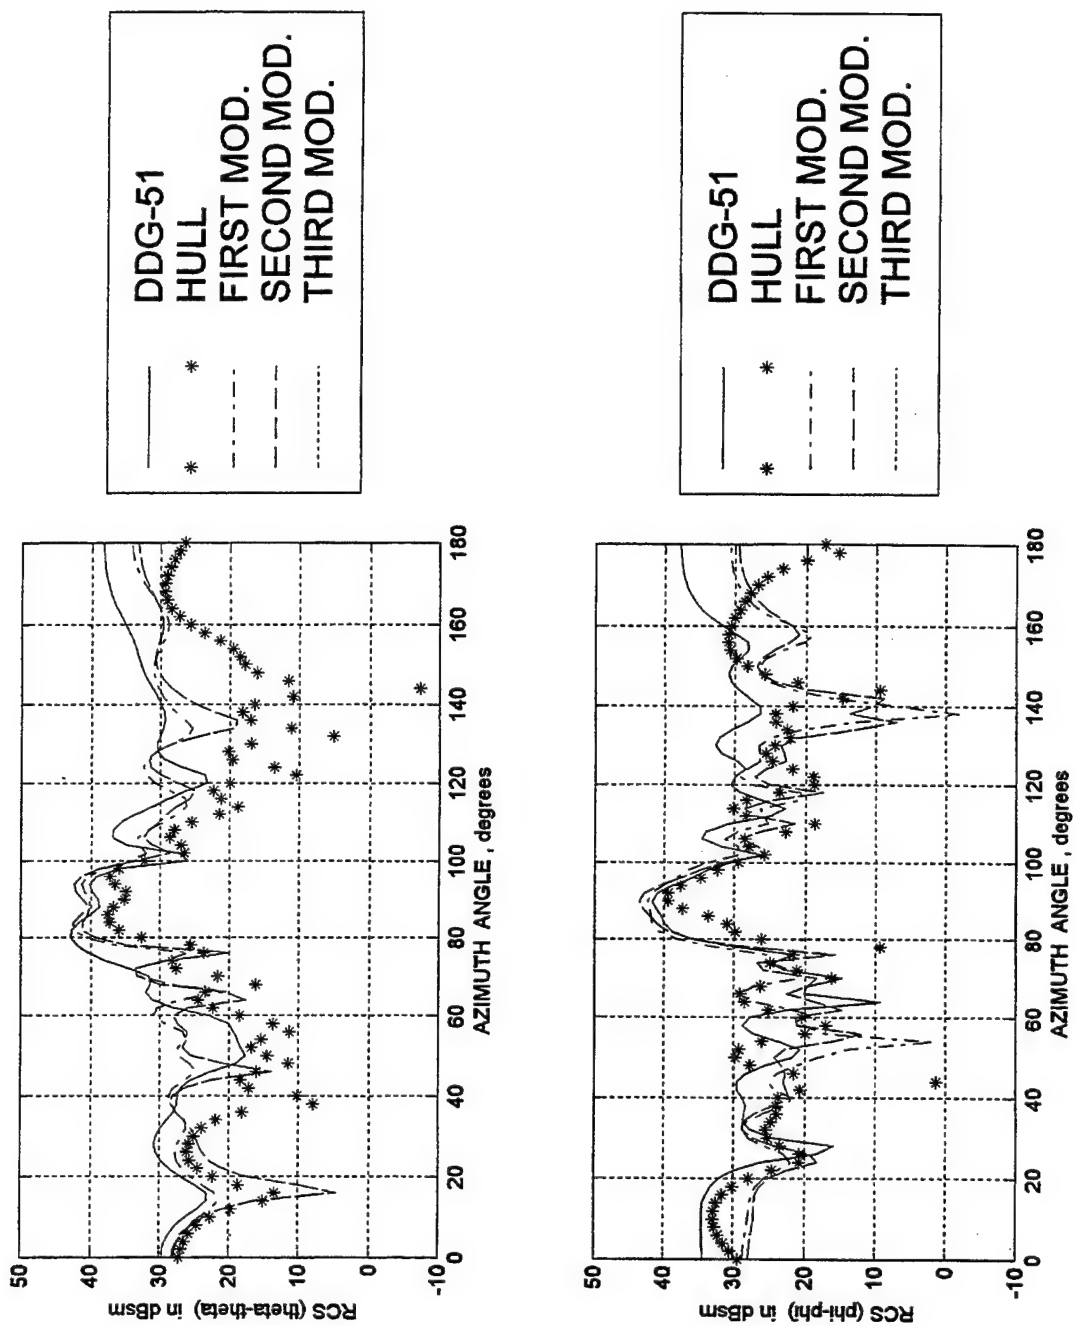 DDG-51
HULL
FIRST MOD.
SECOND MOD.
THIRD MOD.
50
40
30
20
10
0
-10
RCS (theta-theta) in dBsm
0
20
40
60
80
100
120
140
160
180
AZIMUTH ANGLE , degrees
DDG-51
HULL
FIRST MOD.
SECOND MOD.
THIRD MOD.
50
40
30
20
10
0
-10
RCS (phi-phi) in dBsm
0
20
40
60
80
100
120
140
160
180
AZIMUTH ANGLE , degrees